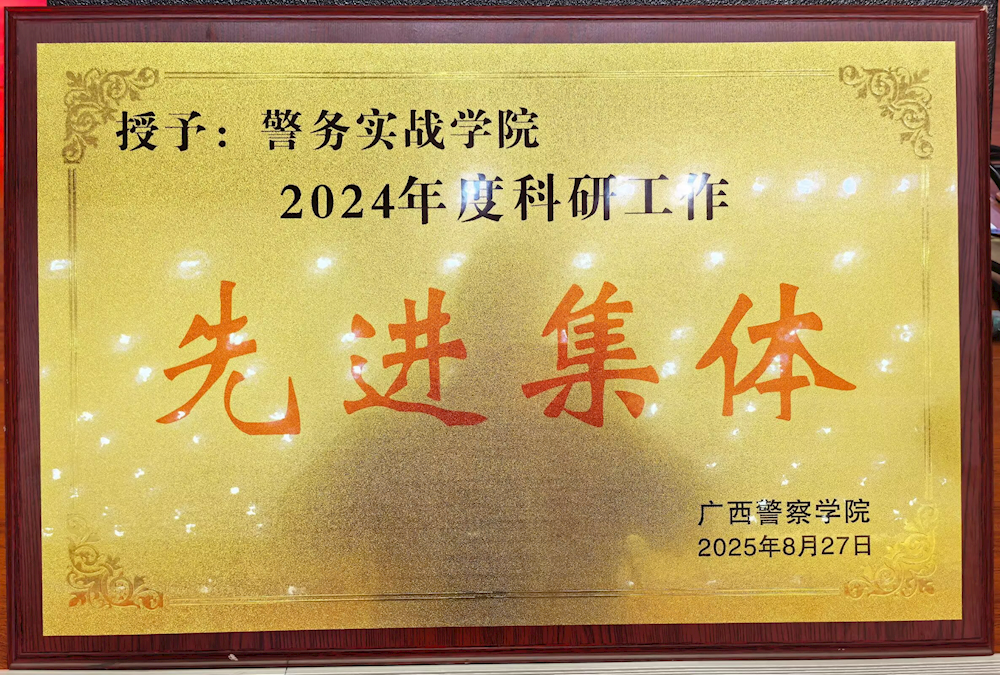 授予：警务实战学院
2024年度科研工作
先进集体
广西警察学院
2025年8月27日